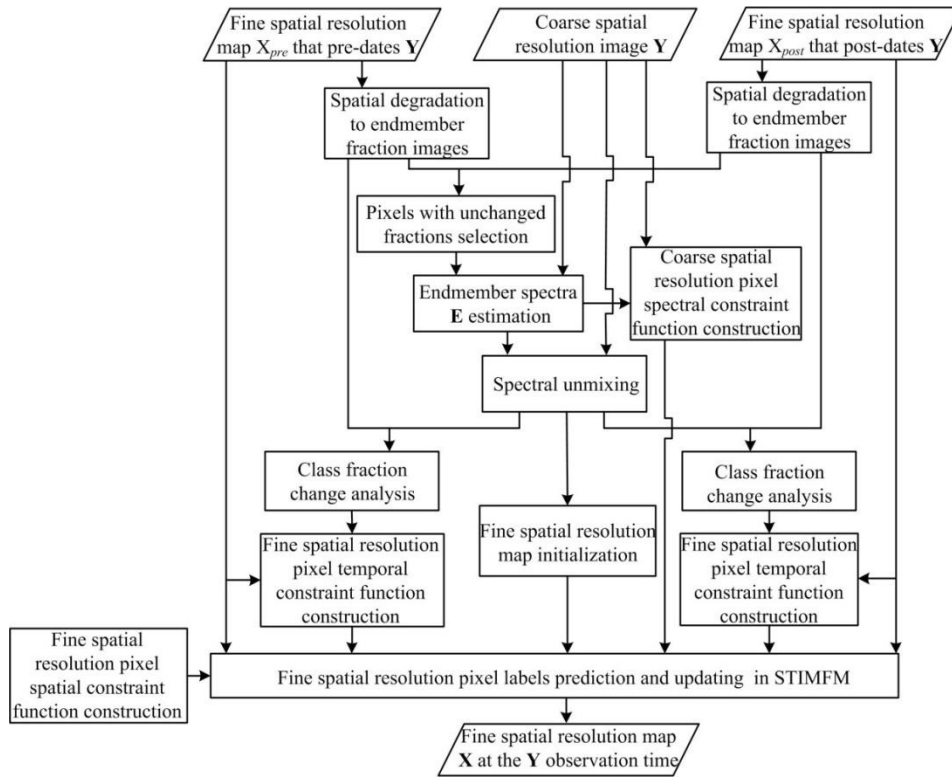 Fine spatial resolution
map Xpre that pre-dates Y
Coarse spatial
resolution image Y
Fine spatial resolution
map Xpost that post-dates Y
Spatial degradation
to endmember
fraction images
Spatial degradation
to endmember
fraction images
Pixels with unchanged
fractions selection
Endmember spectra
E estimation
Coarse spatial
resolution pixel
spectral constraint
function construction
Spectral unmixing
Class fraction
change analysis
Class fraction
change analysis
Fine spatial resolution
pixel temporal
constraint function
construction
Fine spatial resolution
map initialization
Fine spatial resolution
pixel temporal
constraint function
construction
Fine spatial
resolution pixel
spatial constraint
function construction
Fine spatial resolution pixel labels prediction and updating in STIMFM
Fine spatial resolution map
X at the Y observation time